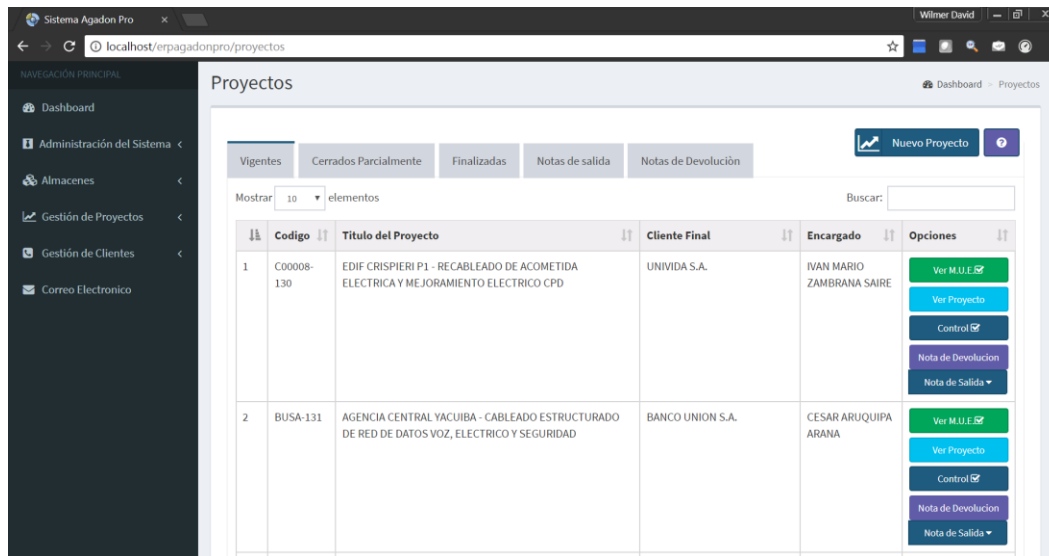 Sistema Agadon Pro
Wilmer David
localhost/erpagadonpro/proyectos
NAVEGACIÓN PRINCIPAL
Dashboard
Administración del Sistema
Almacenes
Gestión de Proyectos
Gestión de Clientes
Correo Electronico
Proyectos
Dashboard > Proyectos
Nuevo Proyecto
Vigentes Cerrados Parcialmente Finalizadas Notas de salida Notas de Devoluciòn
Mostrar 10 elementos Buscar:
Codigo Titulo del Proyecto Cliente Final Encargado Opciones
1 C00008- EDIF CRISPIERI P1 - RECABLEADO DE ACOMETIDA UNIVIDA S.A. IVAN MARIO Ver M.U.E.
130 ELECTRICA Y MEJORAMIENTO ELECTRICO CPD ZAMBRANA SAIRE
Ver Proyecto
Control
Nota de Devolucion
Nota de Salida
2 BUSA-131 AGENCIA CENTRAL YACUIBA - CABLEADO ESTRUCTURADO BANCO UNION S.A. CESAR ARUQUIPA Ver M.U.E.
DE RED DE DATOS VOZ, ELECTRICO Y SEGURIDAD ARANA
Ver Proyecto
Control
Nota de Devolucion
Nota de Salida